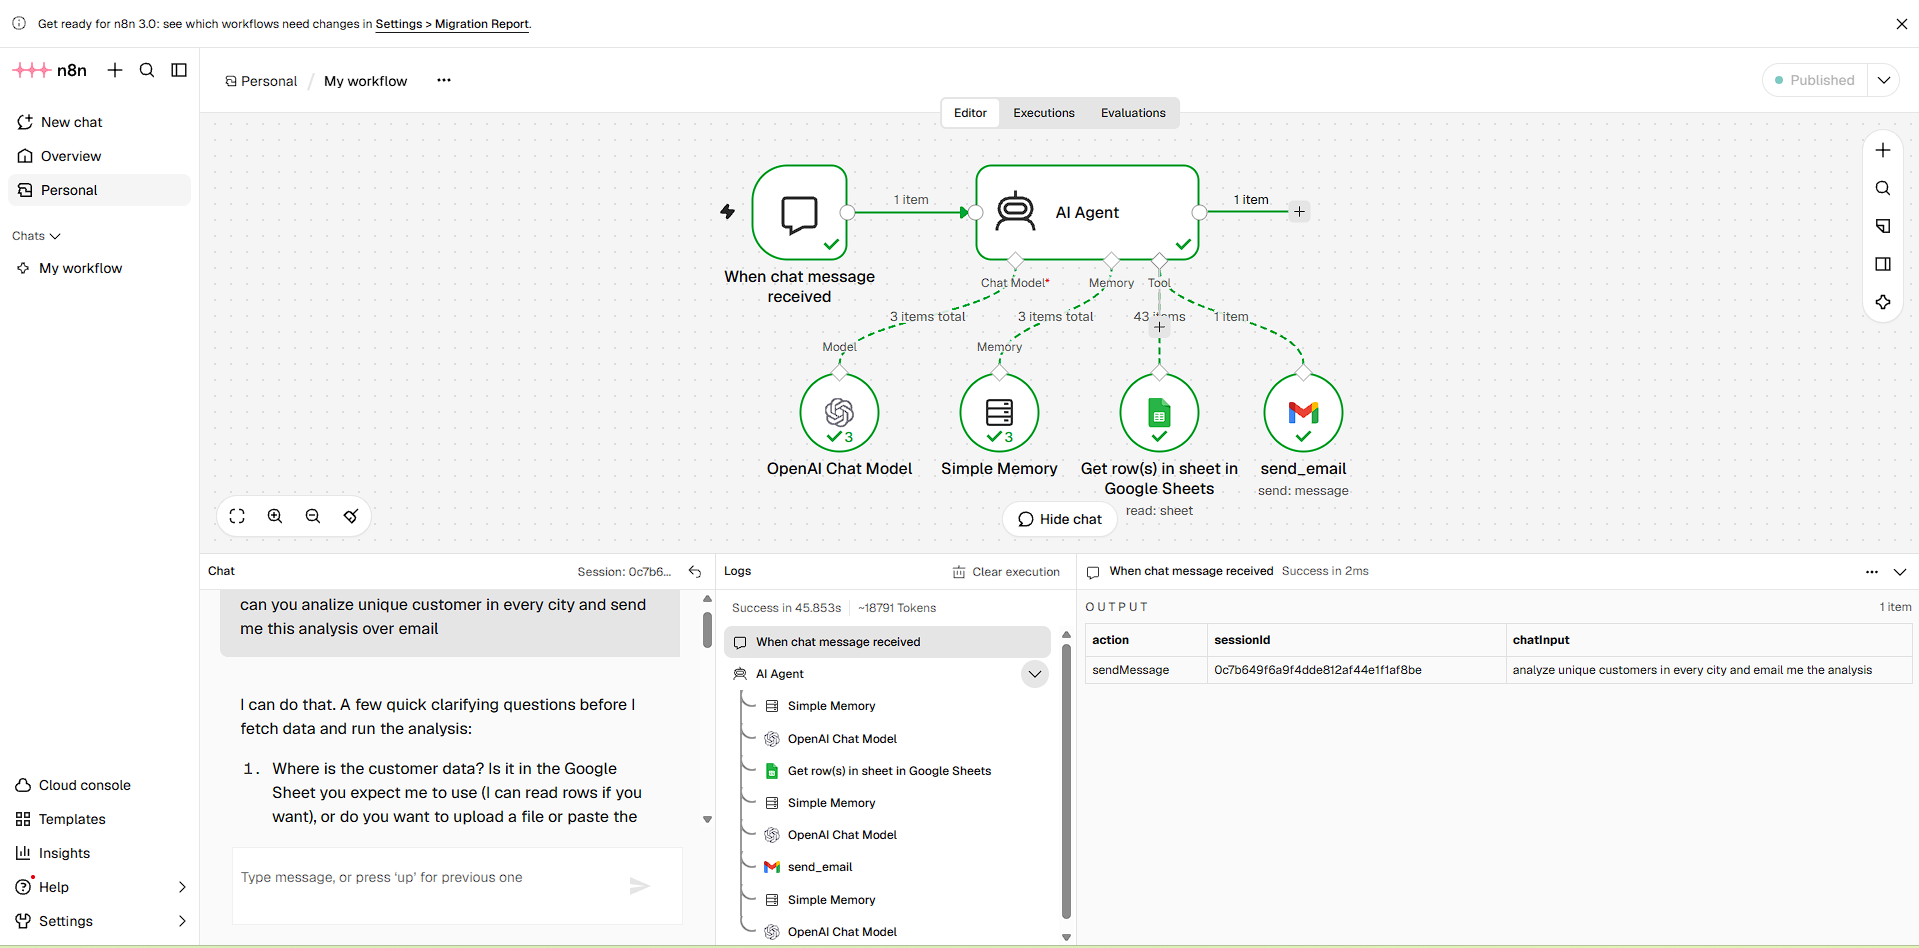 Get ready for n8n 3.0: see which workflows need changes in Settings > Migration Report.
n8n
New chat
Overview
Personal
Chats
My workflow
Cloud console
Templates
Insights
Help
Settings
Personal / My workflow
Published
Editor
Executions
Evaluations
1 item
AI Agent
1 item
When chat message
received
Chat Model*
Memory
Tool
3 items total
3 items total
43 items
1 item
Model
Memory
3
3
OpenAI Chat Model
Simple Memory
Get row(s) in sheet in
Google Sheets
read: sheet
send_email
send: message
Hide chat
Chat
Session: 0c7b6...
can you analize unique customer in every city and send
me this analysis over email
I can do that. A few quick clarifying questions before I
fetch data and run the analysis:
1. Where is the customer data? Is it in the Google
Sheet you expect me to use (I can read rows if you
want), or do you want to upload a file or paste the
Type message, or press 'up' for previous one
Logs
Clear execution
Success in 45.853s
~18791 Tokens
When chat message received
AI Agent
Simple Memory
OpenAI Chat Model
Get row(s) in sheet in Google Sheets
Simple Memory
OpenAI Chat Model
send_email
Simple Memory
OpenAI Chat Model
When chat message received
Success in 2ms
OUTPUT
1 item
action
sessionId
chatInput
sendMessage
0c7b649f6a9f4dde812af44e1f1af8be
analyze unique customers in every city and email me the analysis